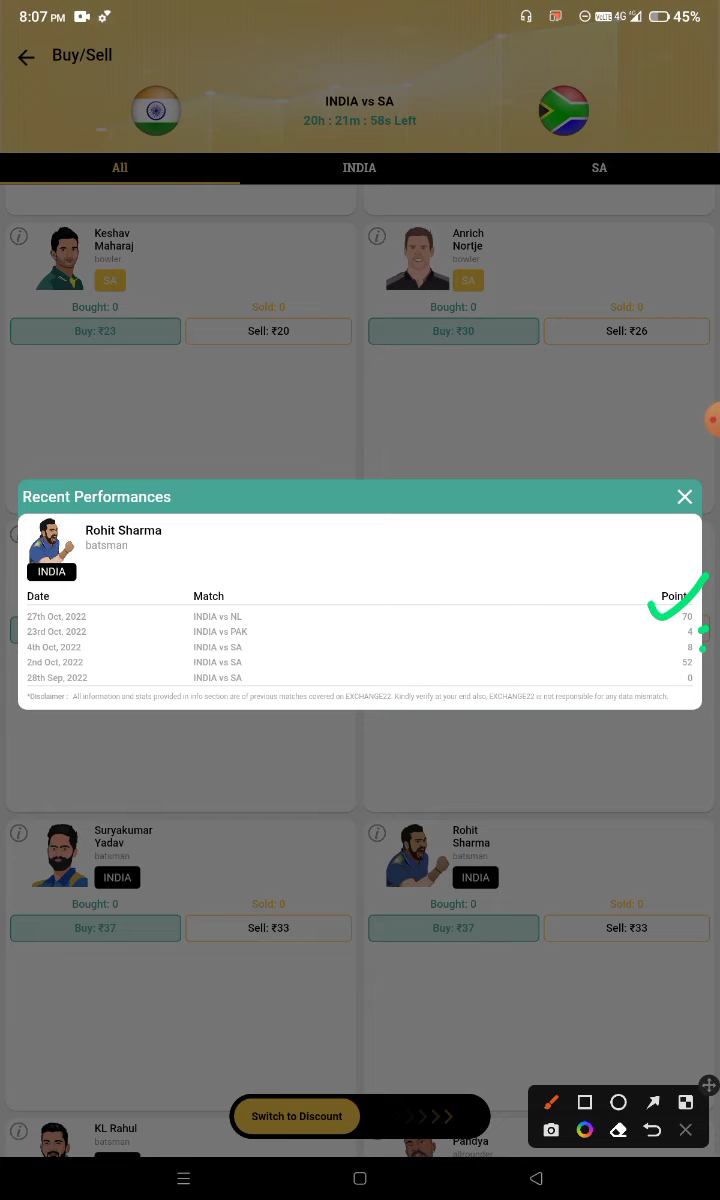 8:07 PM
VoLTE 4G 45%
Buy/Sell
INDIA vs SA
20h : 21m : 58s Left
All INDIA SA
Keshav
Maharaj
bowler
SA
Bought: 0 Sold: 0
Buy: ₹23 Sell: ₹20
Anrich
Nortje
bowler
SA
Bought: 0 Sold: 0
Buy: ₹30 Sell: ₹26
Recent Performances
Rohit Sharma
batsman
INDIA
Date Match Point
27th Oct, 2022 INDIA vs NL 70
23rd Oct, 2022 INDIA vs PAK 4
4th Oct, 2022 INDIA vs SA 8
2nd Oct, 2022 INDIA vs SA 52
28th Sep, 2022 INDIA vs SA 0
*Disclaimer : All information and stats provided in info section are of previous matches covered on EXCHANGE22. Kindly verify at your end also, EXCHANGE22 is not responsible for any data mismatch.
Suryakumar
Yadav
batsman
INDIA
Bought: 0 Sold: 0
Buy: ₹37 Sell: ₹33
Rohit
Sharma
batsman
INDIA
Bought: 0 Sold: 0
Buy: ₹37 Sell: ₹33
KL Rahul
batsman
Pandya
allrounder
Switch to Discount